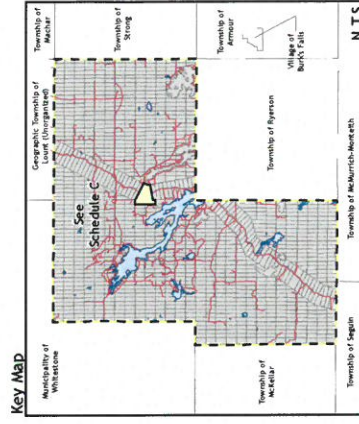 Key Map
Municipality of
Whitestone
Geographic Township of
Lount (Unorganized)
Township of
Machar
Township of
Strong
See
Schedule C
Township of
Armour
Village of
Burk's Falls
Township of Ryerson
Township of
McKellar
Township of Seguin
Township of McMurrich-Monteith
N.T.S.